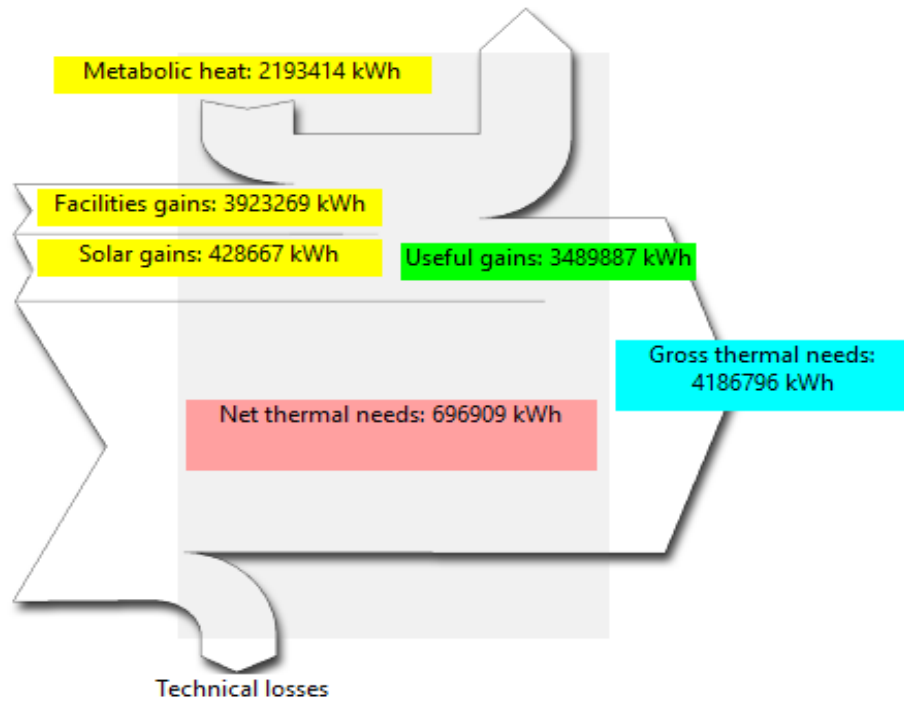 Metabolic heat: 2193414 kWh
Facilities gains: 3923269 kWh
Solar gains: 428667 kWh
Useful gains: 3489887 kWh
Gross thermal needs:
4186796 kWh
Net thermal needs: 696909 kWh
Technical losses